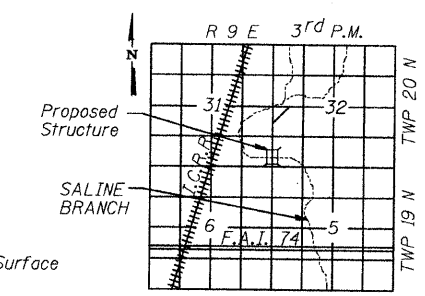 R 9 E 3rd P.M.
N
31
32
TWP 20 N
Proposed
Structure
I.C.R.R.
SALINE
BRANCH
6
5
F.A.I. 74
TWP 19 N
Surface